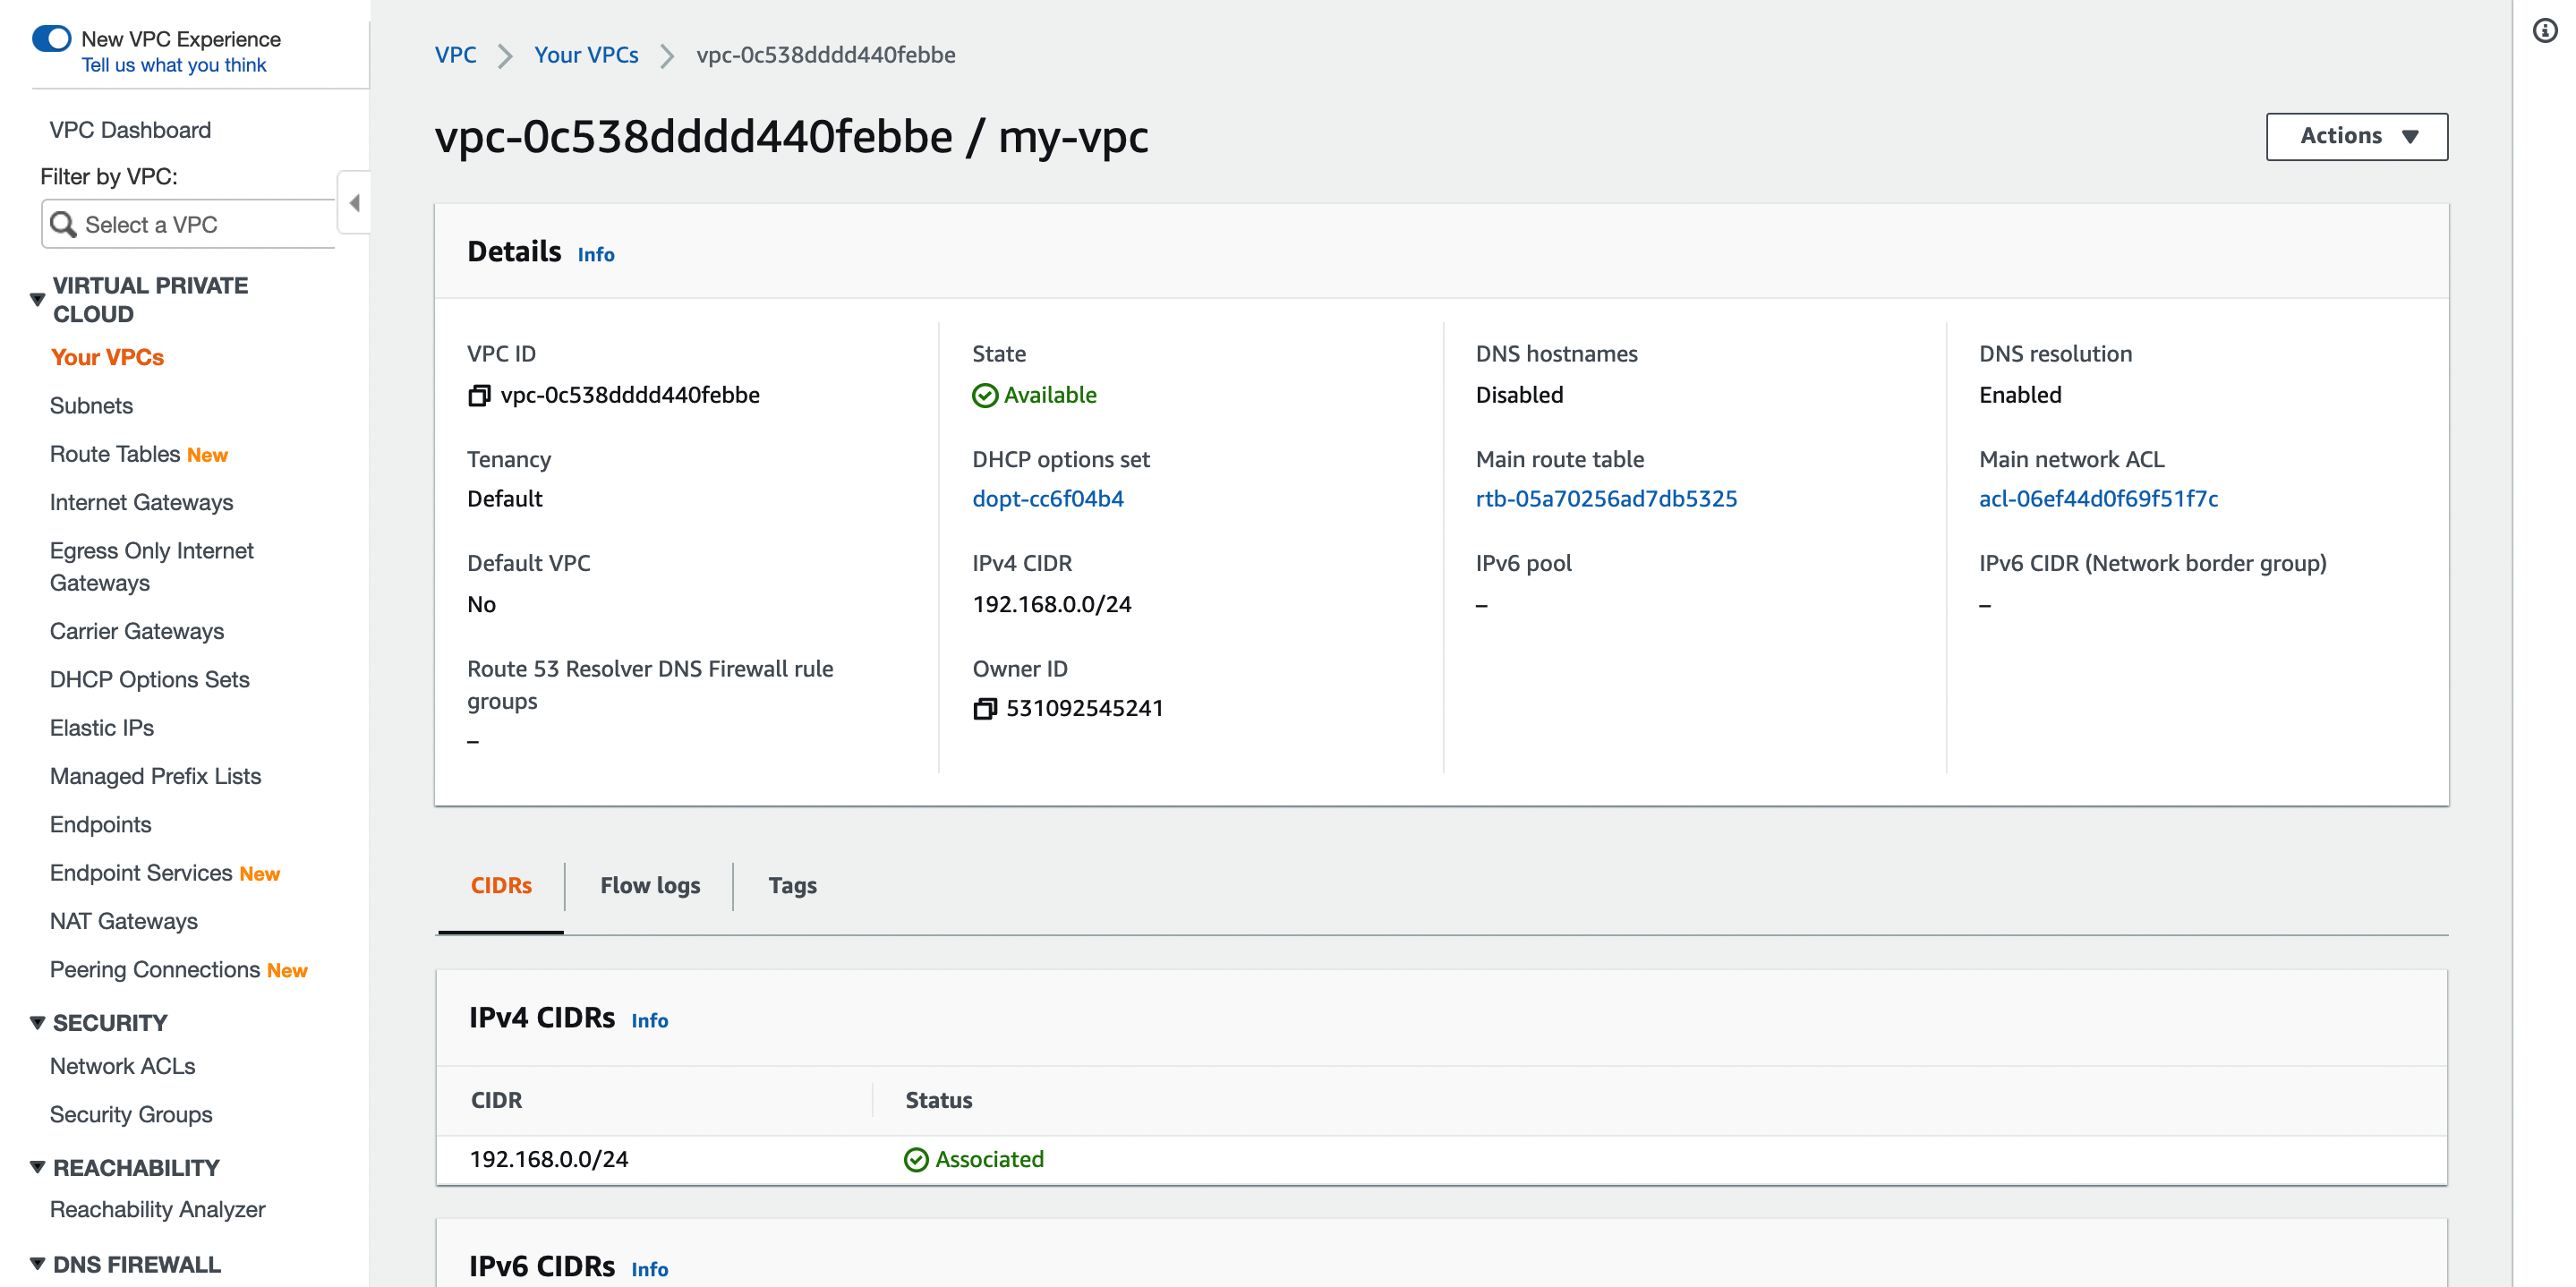 New VPC Experience
Tell us what you think
VPC Dashboard
Filter by VPC:
Select a VPC
VIRTUAL PRIVATE
CLOUD
Your VPCs
Subnets
Route Tables New
Internet Gateways
Egress Only Internet
Gateways
Carrier Gateways
DHCP Options Sets
Elastic IPs
Managed Prefix Lists
Endpoints
Endpoint Services New
NAT Gateways
Peering Connections New
SECURITY
Network ACLs
Security Groups
REACHABILITY
Reachability Analyzer
DNS FIREWALL
VPC Your VPCs vpc-0c538dddd440febbe
vpc-0c538dddd440febbe / my-vpc
Actions
Details Info
VPC ID
vpc-0c538dddd440febbe
State
Available
DNS hostnames
Disabled
DNS resolution
Enabled
Tenancy
Default
DHCP options set
dopt-cc6f04b4
Main route table
rtb-05a70256ad7db5325
Main network ACL
acl-06ef44d0f69f51f7c
Default VPC
No
IPv4 CIDR
192.168.0.0/24
IPv6 pool
–
IPv6 CIDR (Network border group)
–
Route 53 Resolver DNS Firewall rule
groups
–
Owner ID
531092545241
CIDRs Flow logs Tags
IPv4 CIDRs Info
CIDR Status
192.168.0.0/24 Associated
IPv6 CIDRs Info